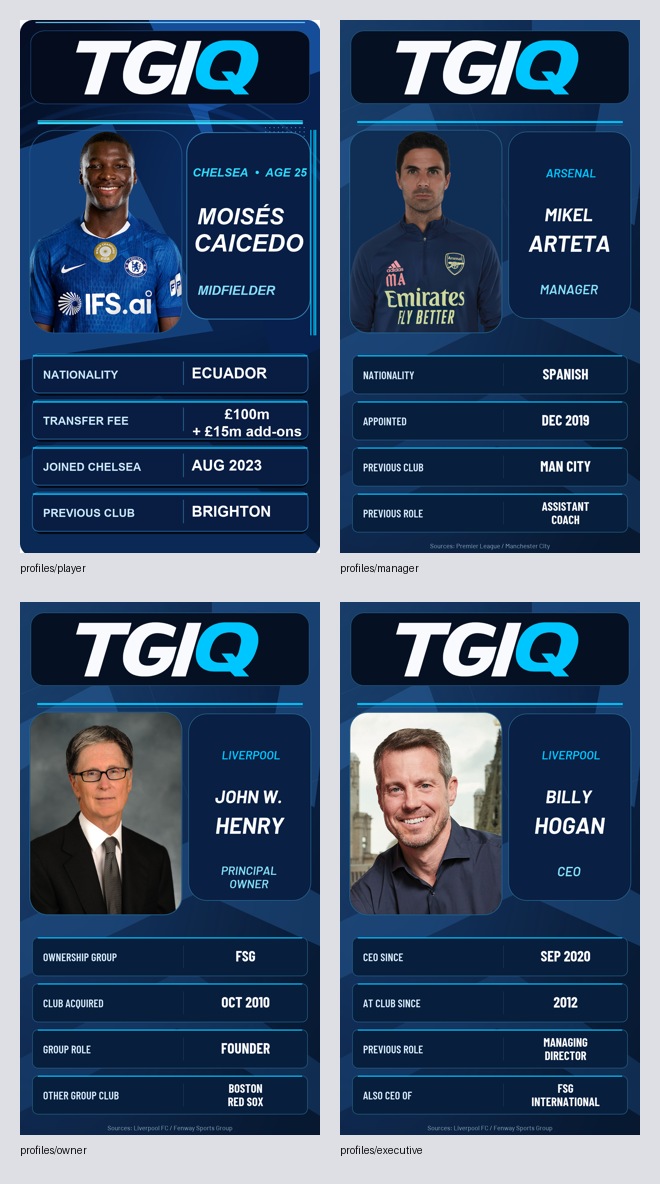 TGIQ
CHELSEA • AGE 25
MOISÉS
CAICEDO
MIDFIELDER
IFS.ai
NATIONALITY
ECUADOR
TRANSFER FEE
£100m
+ £15m add-ons
JOINED CHELSEA
AUG 2023
PREVIOUS CLUB
BRIGHTON
profiles/player
TGIQ
ARSENAL
MIKEL
ARTETA
MANAGER
adidas
MA
Arsenal
Emirates
FLY BETTER
NATIONALITY
SPANISH
APPOINTED
DEC 2019
PREVIOUS CLUB
MAN CITY
PREVIOUS ROLE
ASSISTANT
COACH
Sources: Premier League / Manchester City
profiles/manager
TGIQ
LIVERPOOL
JOHN W.
HENRY
PRINCIPAL
OWNER
OWNERSHIP GROUP
FSG
CLUB ACQUIRED
OCT 2010
GROUP ROLE
FOUNDER
OTHER GROUP CLUB
BOSTON
RED SOX
Sources: Liverpool FC / Fenway Sports Group
profiles/owner
TGIQ
LIVERPOOL
BILLY
HOGAN
CEO
CEO SINCE
SEP 2020
AT CLUB SINCE
2012
PREVIOUS ROLE
MANAGING
DIRECTOR
ALSO CEO OF
FSG
INTERNATIONAL
Sources: Liverpool FC / Fenway Sports Group
profiles/executive